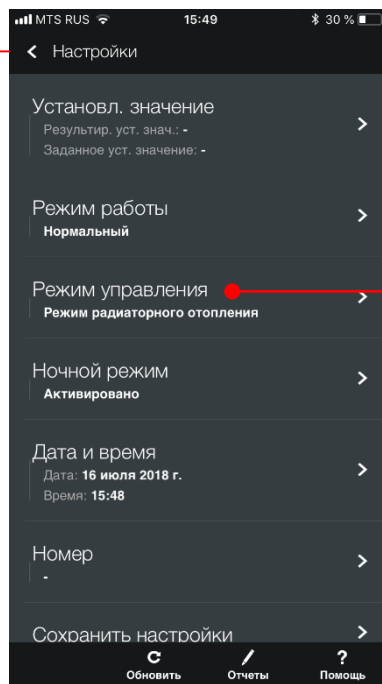 MTS RUS 15:49 30 %
Настройки
Установл. значение
Результир. уст. знач.: -
Заданное уст. значение: -
Режим работы
Нормальный
Режим управления
Режим радиаторного отопления
Ночной режим
Активировано
Дата и время
Дата: 16 июля 2018 г.
Время: 15:48
Номер
-
Сохранить настройки
Обновить Отчеты ? Помощь